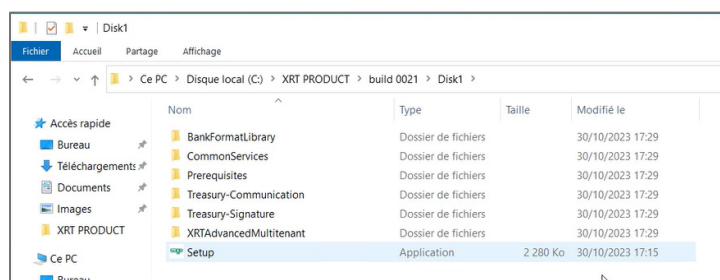 Disk1
Fichier Accueil Partage Affichage
Ce PC > Disque local (C:) > XRT PRODUCT > build 0021 > Disk1 >
Nom Type Taille Modifié le
Accès rapide
Bureau
Téléchargements
Documents
Images
XRT PRODUCT
Ce PC
Bureau
BankFormatLibrary Dossier de fichiers 30/10/2023 17:29
CommonServices Dossier de fichiers 30/10/2023 17:29
Prerequisites Dossier de fichiers 30/10/2023 17:29
Treasury-Communication Dossier de fichiers 30/10/2023 17:29
Treasury-Signature Dossier de fichiers 30/10/2023 17:29
XRTAdvancedMultitenant Dossier de fichiers 30/10/2023 17:29
sage Setup Application 2 280 Ko 30/10/2023 17:15